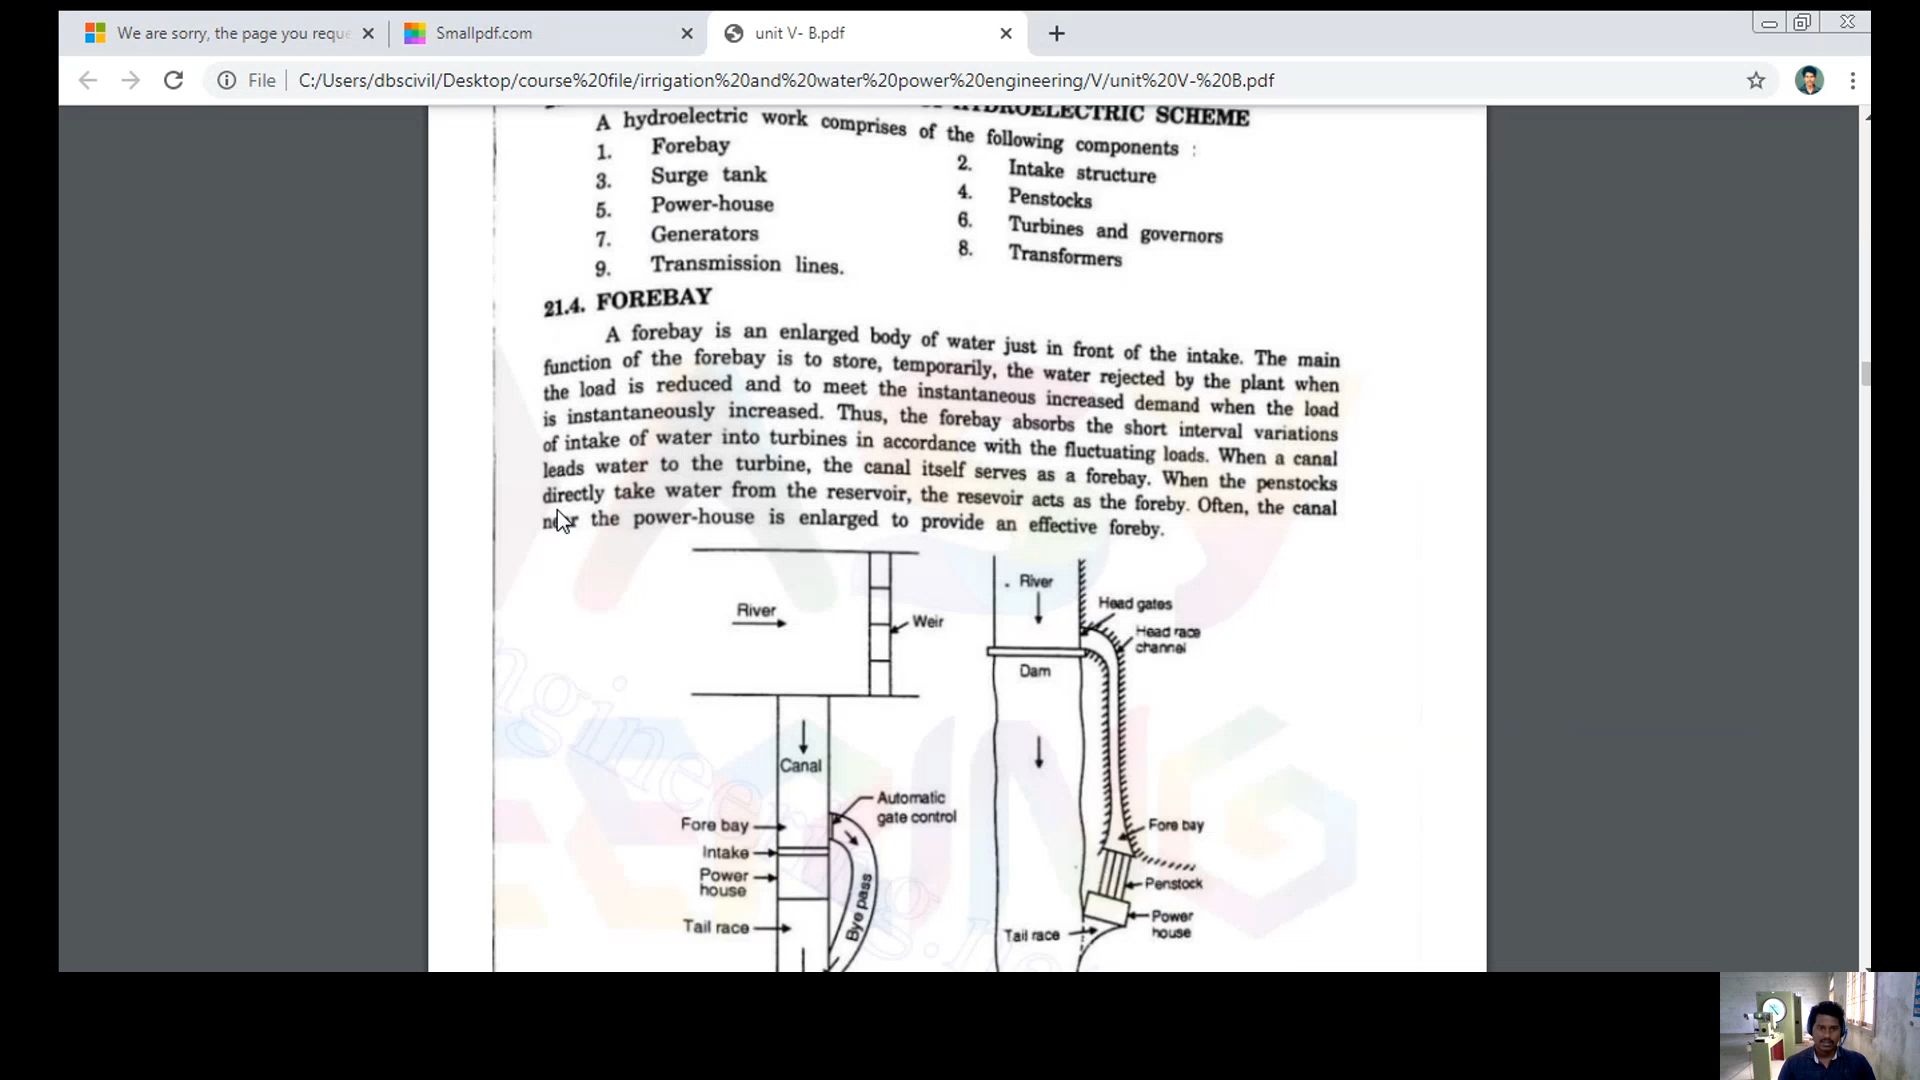 We are sorry, the page you reque
Smallpdf.com
unit V- B.pdf
File
C:/Users/dbscivil/Desktop/course%20file/irrigation%20and%20water%20power%20engineering/V/unit%20V-%20B.pdf
HYDROELECTRIC SCHEME
A hydroelectric work comprises of the following components :
1. Forebay 2. Intake structure
3. Surge tank 4. Penstocks
5. Power-house 6. Turbines and governors
7. Generators 8. Transformers
9. Transmission lines.
21.4. FOREBAY
A forebay is an enlarged body of water just in front of the intake. The main
function of the forebay is to store, temporarily, the water rejected by the plant when
the load is reduced and to meet the instantaneous increased demand when the load
is instantaneously increased. Thus, the forebay absorbs the short interval variations
of intake of water into turbines in accordance with the fluctuating loads. When a canal
leads water to the turbine, the canal itself serves as a forebay. When the penstocks
directly take water from the reservoir, the resevoir acts as the foreby. Often, the canal
near the power-house is enlarged to provide an effective foreby.
River
Weir
Canal
Automatic
gate control
Fore bay
Intake
Power
house
Tail race
Bye pass
River
Head gates
Head race
channel
Dam
Fore bay
Penstock
Power
house
Tail race